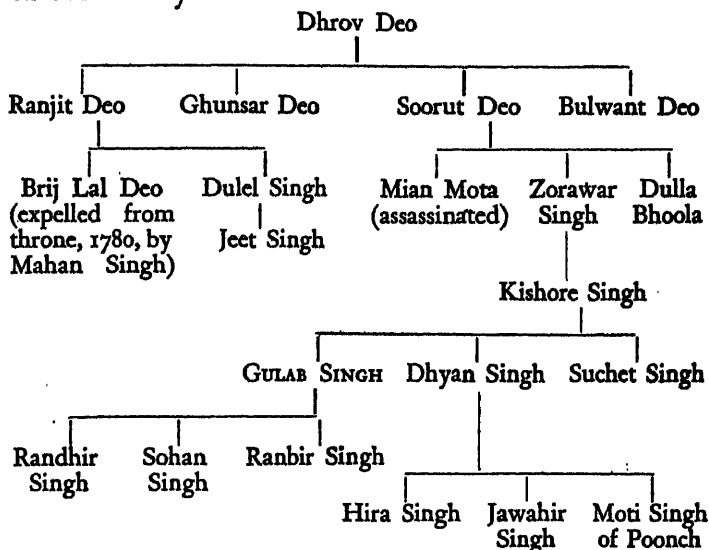 Dhrov Deo
Ranjit Deo Ghunsar Deo Soorut Deo Bulwant Deo
Brij Lal Deo
(expelled from
throne, 1780, by
Mahan Singh)
Dulel Singh
Jeet Singh
Mian Mota
(assassinated)
Zorawar
Singh
Dulla
Bhoola
Kishore Singh
GULAB SINGH Dhyan Singh Suchet Singh
Randhir
Singh
Sohan
Singh
Ranbir Singh
Hira Singh
Jawahir
Singh
Moti Singh
of Poonch